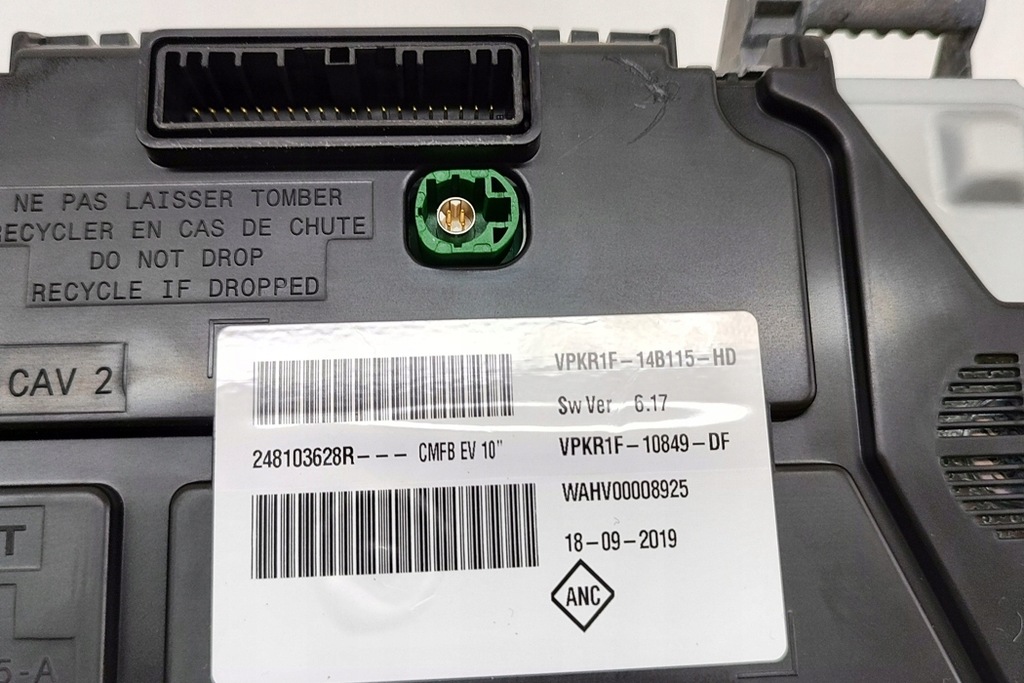 NE PAS LAISSER TOMBER
RECYCLER EN CAS DE CHUTE
DO NOT DROP
RECYCLE IF DROPPED
CAV 2
VPKR1F-14B115-HD
Sw Ver 6.17
248103628R--- CMFB EV 10"
VPKR1F-10849-DF
WAHV00008925
18-09-2019
ANC
T
5-A